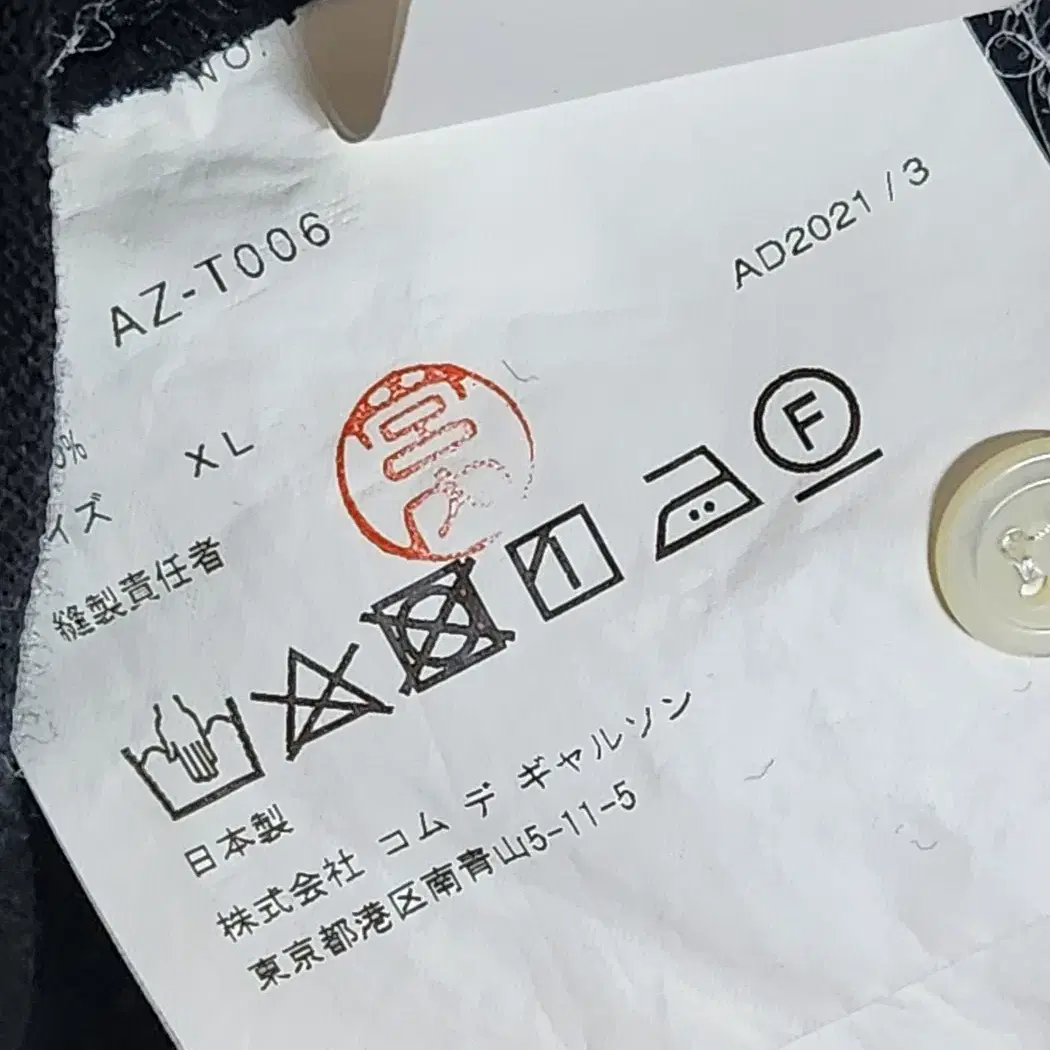 NO.
AZ-T006
AD2021 / 3
0%
イズ XL
縫製責任者
F
日本製
株式会社 コム デ ギャルソン
東京都港区南青山5-11-5